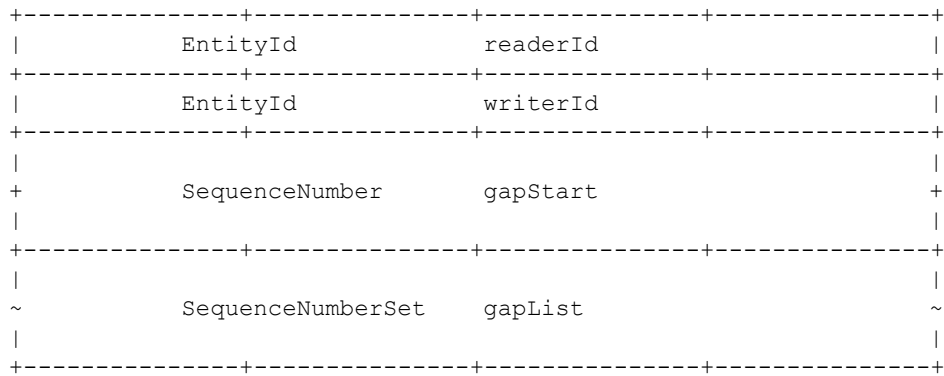 EntityId readerId
EntityId writerId
SequenceNumber gapStart
SequenceNumberSet gapList